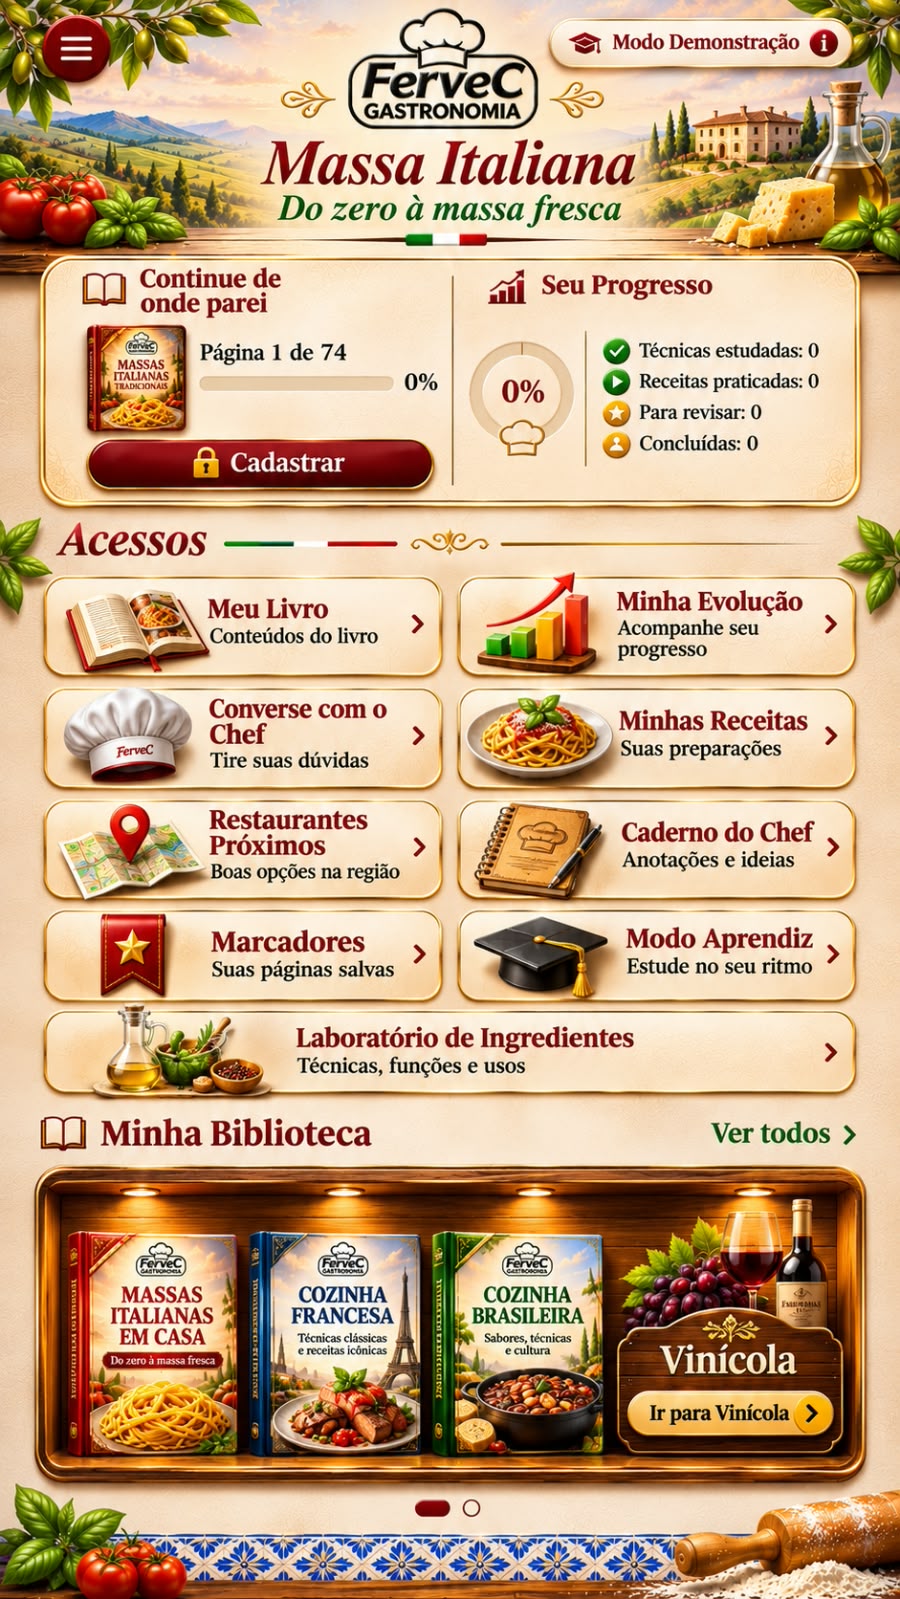 FerveC
GASTRONOMIA
Modo Demonstração
i
Massa Italiana
Do zero à massa fresca
Continue de
onde parei
FerveC
MASSAS
ITALIANAS
TRADICIONAIS
Página 1 de 74
0%
Cadastrar
Seu Progresso
0%
Técnicas estudadas: 0
Receitas praticadas: 0
Para revisar: 0
Concluídas: 0
Acessos
Meu Livro
Conteúdos do livro
Minha Evolução
Acompanhe seu
progresso
FerveC
Converse com o
Chef
Tire suas dúvidas
Minhas Receitas
Suas preparações
Restaurantes
Próximos
Boas opções na região
Caderno do Chef
Anotações e ideias
Marcadores
Suas páginas salvas
Modo Aprendiz
Estude no seu ritmo
Laboratório de Ingredientes
Técnicas, funções e usos
Minha Biblioteca
Ver todos
FerveC
GASTRONOMIA
MASSAS
ITALIANAS
EM CASA
Do zero à massa fresca
FerveC
GASTRONOMIA
COZINHA
FRANCESA
Técnicas clássicas
e receitas icônicas
FerveC
GASTRONOMIA
COZINHA
BRASILEIRA
Sabores, técnicas
e cultura
Vinícola
Ir para Vinícola